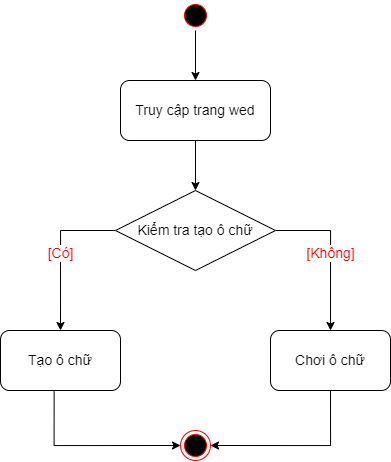 Truy cập trang wed
Kiểm tra tạo ô chữ
[Có]
[Không]
Tạo ô chữ
Chơi ô chữ